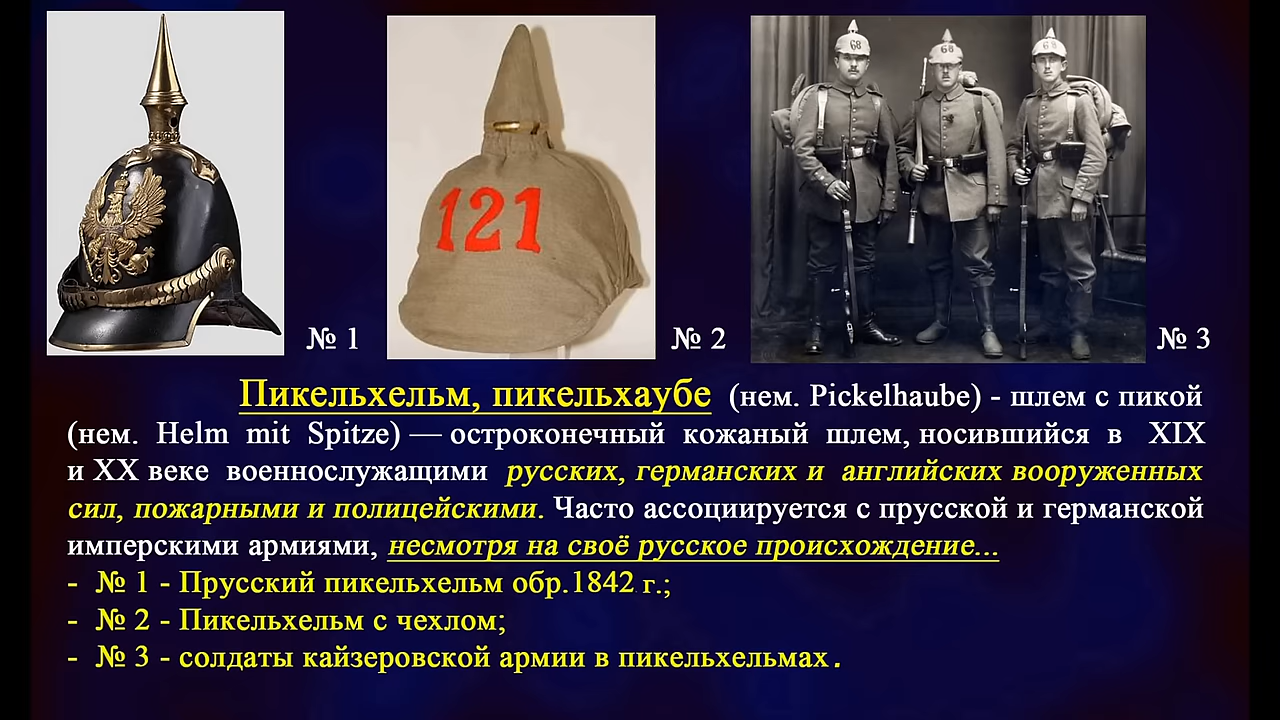 68 68 68
121
№ 1 № 2 № 3
Пикельхельм, пикельхаубе (нем. Pickelhaube) - шлем с пикой
(нем. Helm mit Spitze) — остроконечный кожаный шлем, носившийся в XIX
и XX веке военнослужащими русских, германских и английских вооруженных
сил, пожарными и полицейскими. Часто ассоциируется с прусской и германской
имперскими армиями, несмотря на своё русское происхождение...
- № 1 - Прусский пикельхельм обр.1842 г.;
- № 2 - Пикельхельм с чехлом;
- № 3 - солдаты кайзеровской армии в пикельхельмах.